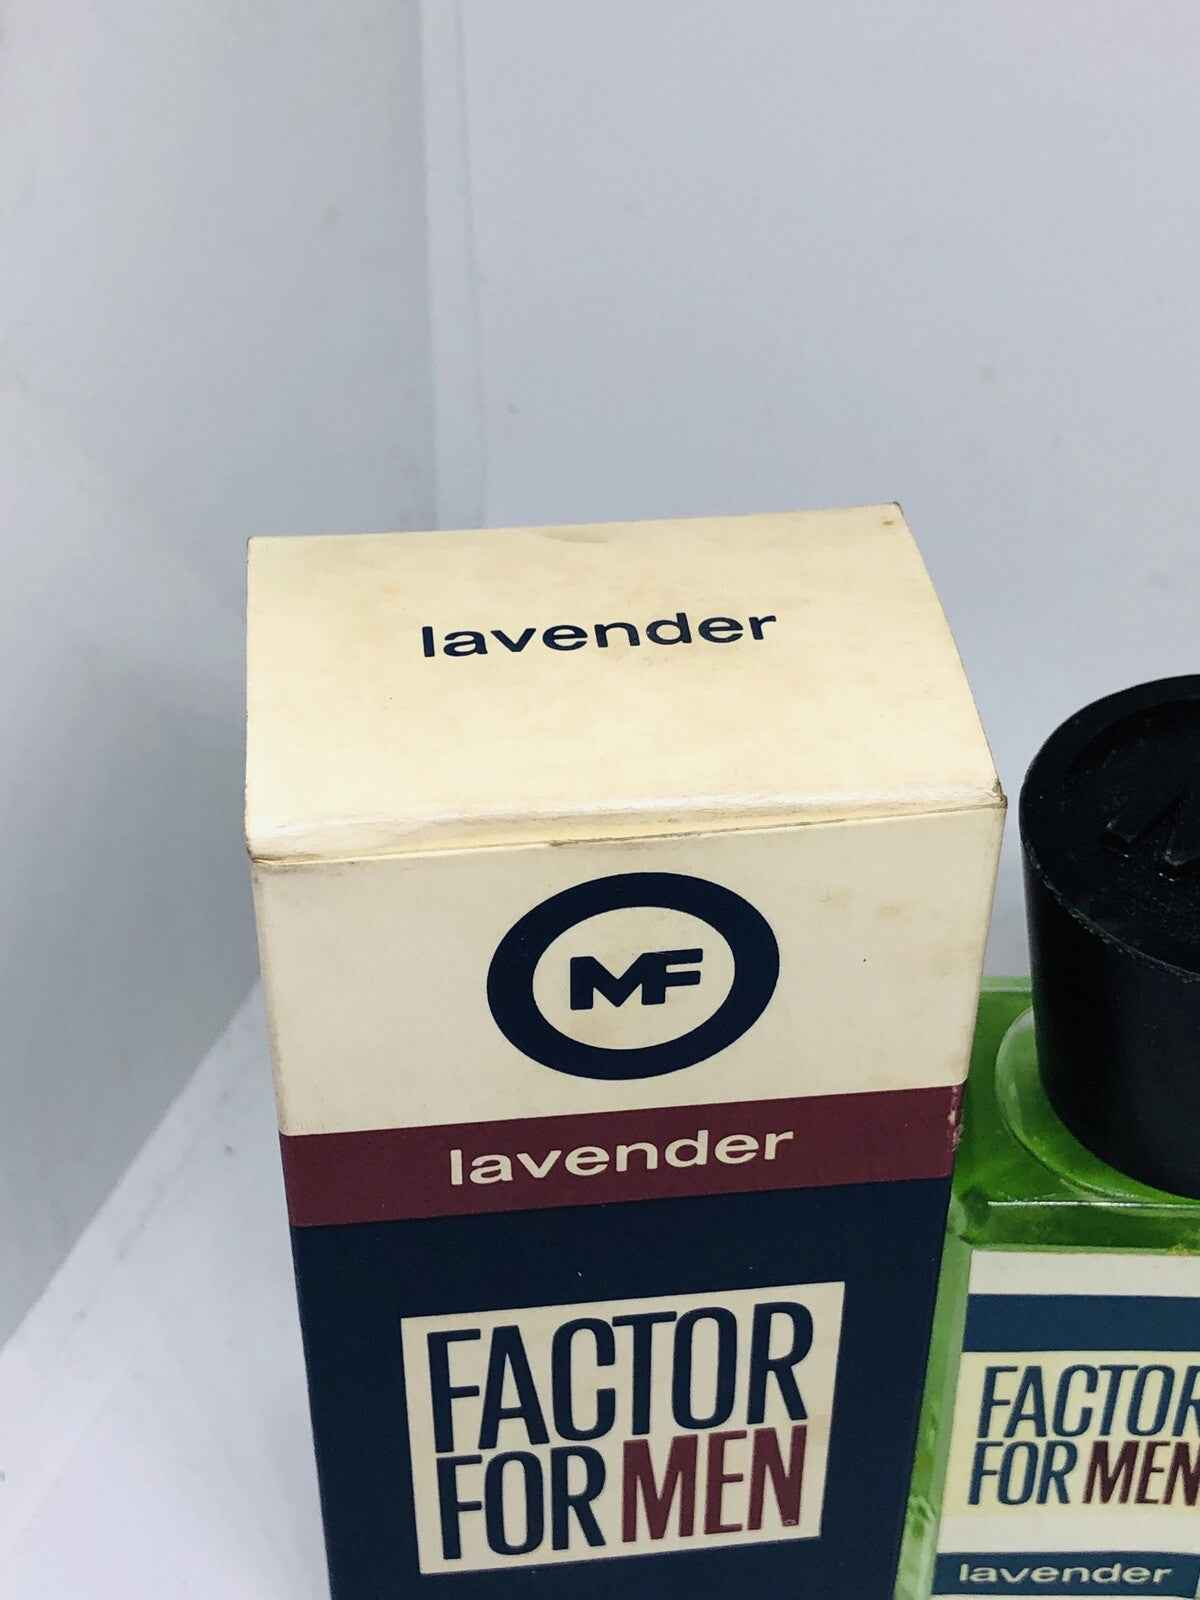 lavender
MF
lavender
FACTOR
FOR MEN
FACTOR
FOR MEN
lavender